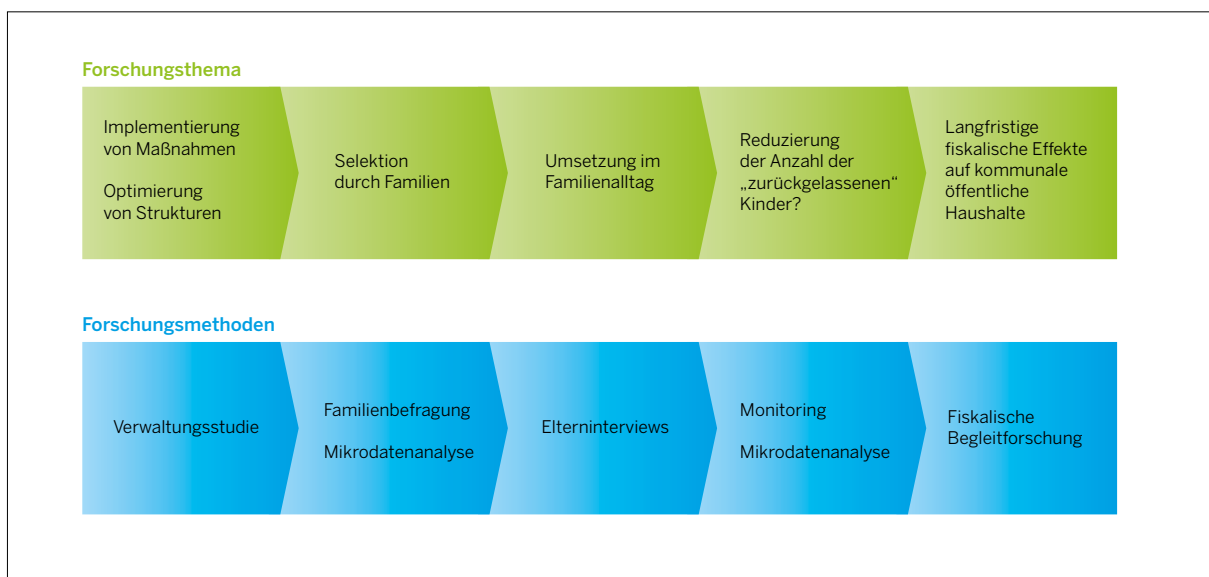 Forschungsthema
Implementierung
von Maßnahmen
Optimierung
von Strukturen
Selektion
durch Familien
Umsetzung im
Familienalltag
Reduzierung
der Anzahl der
„zurückgelassenen“
Kinder?
Langfristige
fiskalische Effekte
auf kommunale
öffentliche
Haushalte
Forschungsmethoden
Verwaltungsstudie
Familienbefragung
Mikrodatenanalyse
Elterninterviews
Monitoring
Mikrodatenanalyse
Fiskalische
Begleitforschung